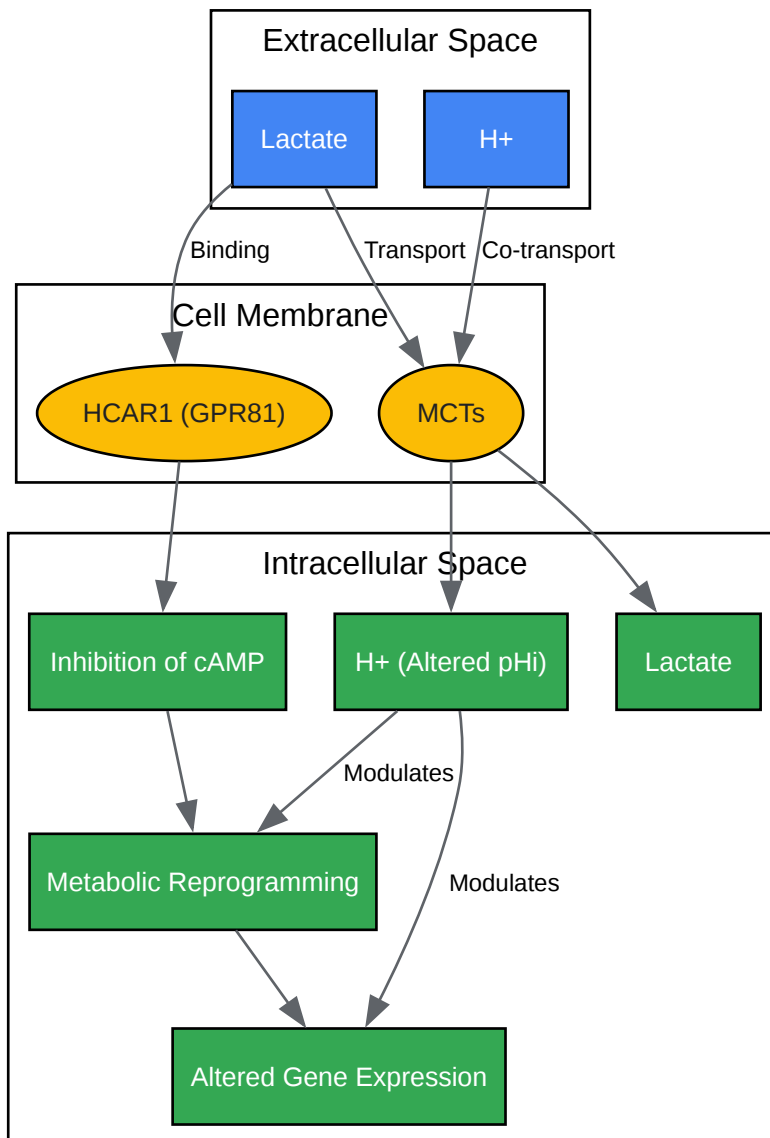 Extracellular Space
Lactate
H+
Binding
Transport
Co-transport
Cell Membrane
HCAR1 (GPR81)
MCTs
Intracellular Space
Inhibition of cAMP
H+ (Altered pHi)
Lactate
Modulates
Metabolic Reprogramming
Modulates
Altered Gene Expression